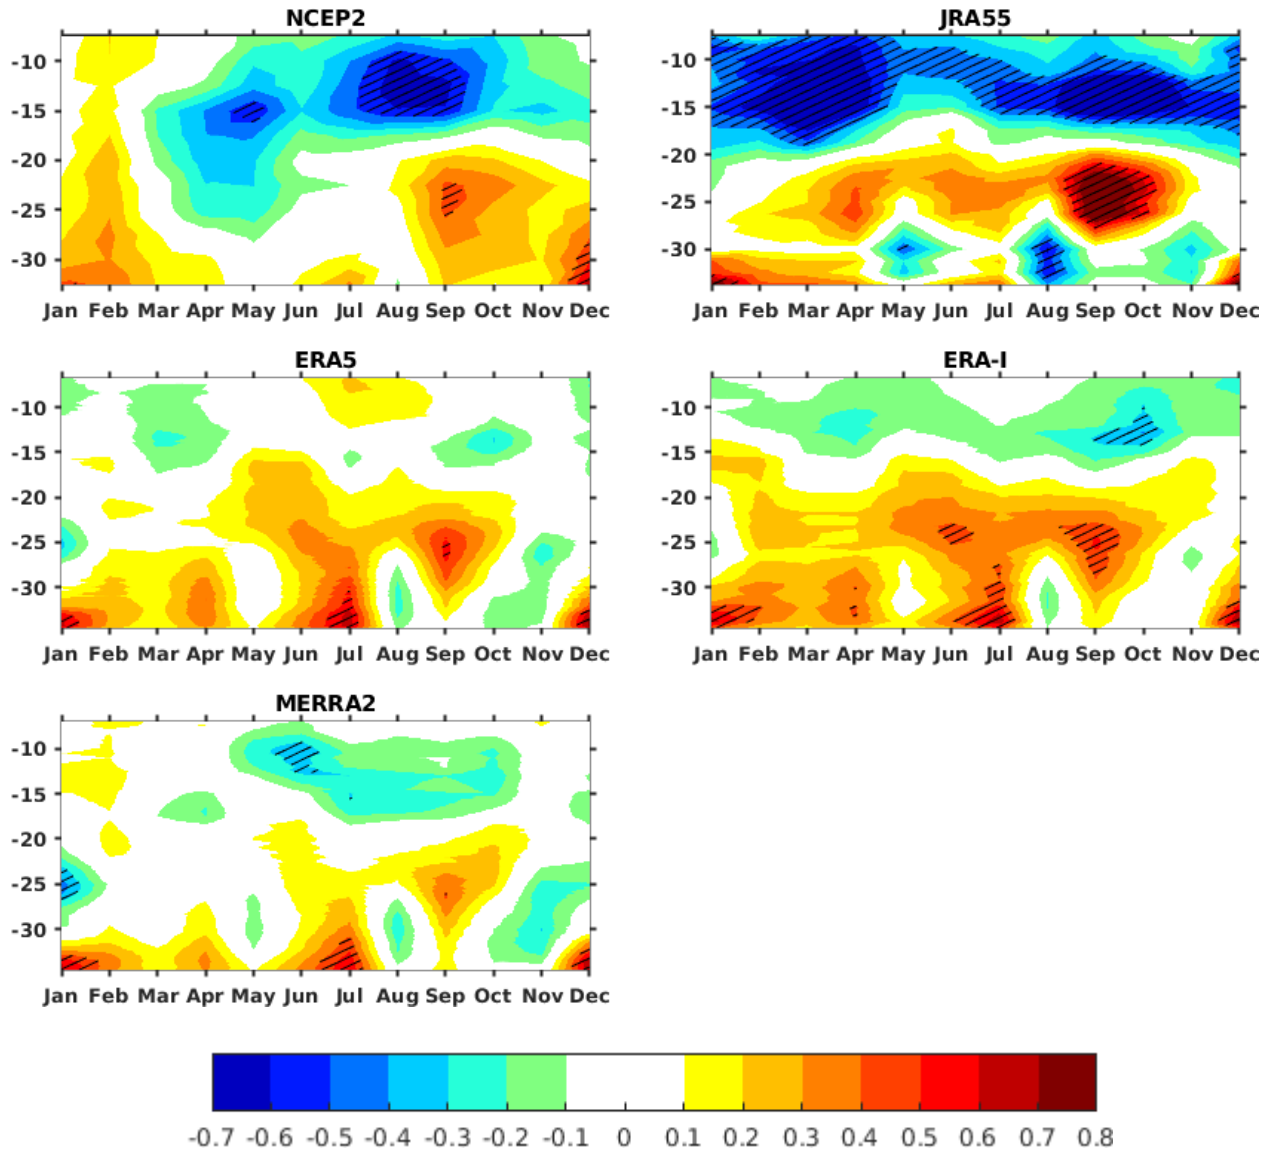 NCEP2
JRA55
-10
-15
-20
-25
-30
Jan Feb Mar Apr May Jun Jul Aug Sep Oct Nov Dec
-10
-15
-20
-25
-30
Jan Feb Mar Apr May Jun Jul Aug Sep Oct Nov Dec
ERA5
ERA-I
-10
-15
-20
-25
-30
Jan Feb Mar Apr May Jun Jul Aug Sep Oct Nov Dec
-10
-15
-20
-25
-30
Jan Feb Mar Apr May Jun Jul Aug Sep Oct Nov Dec
MERRA2
-10
-15
-20
-25
-30
Jan Feb Mar Apr May Jun Jul Aug Sep Oct Nov Dec
-0.7 -0.6 -0.5 -0.4 -0.3 -0.2 -0.1 0 0.1 0.2 0.3 0.4 0.5 0.6 0.7 0.8